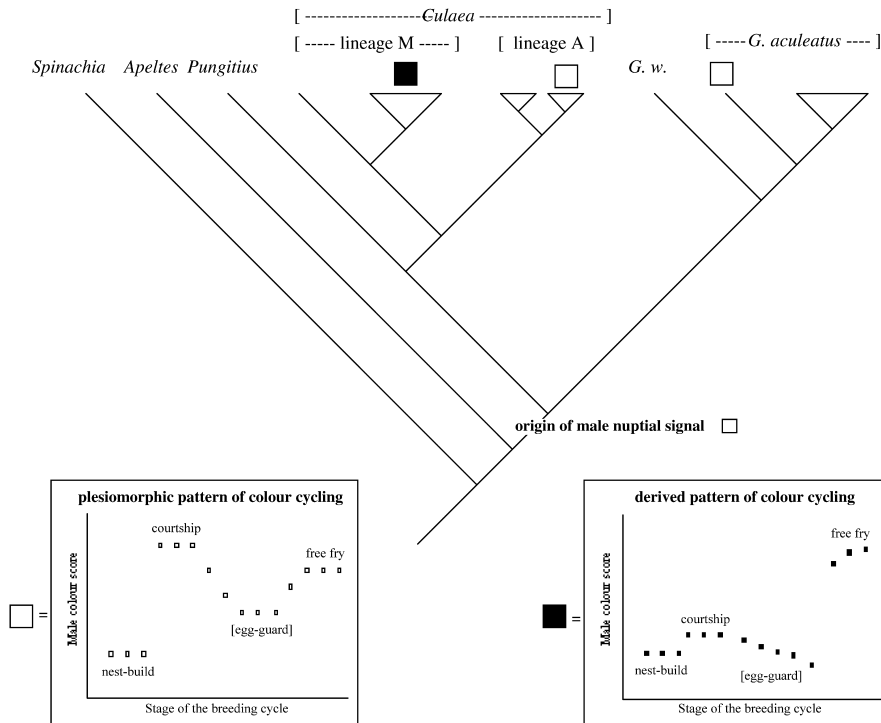 [ -------------------Culaea -------------------- ]
[ ----- lineage M ----- ] [ lineage A ] [ ----- G. aculeatus ---- ]
Spinachia Apeltes Pungitius G. w.
origin of male nuptial signal
plesiomorphic pattern of colour cycling
courtship
free fry
[egg-guard]
nest-build
Male colour score
Stage of the breeding cycle
=
derived pattern of colour cycling
free fry
courtship
[egg-guard]
nest-build
Male colour score
Stage of the breeding cycle
=